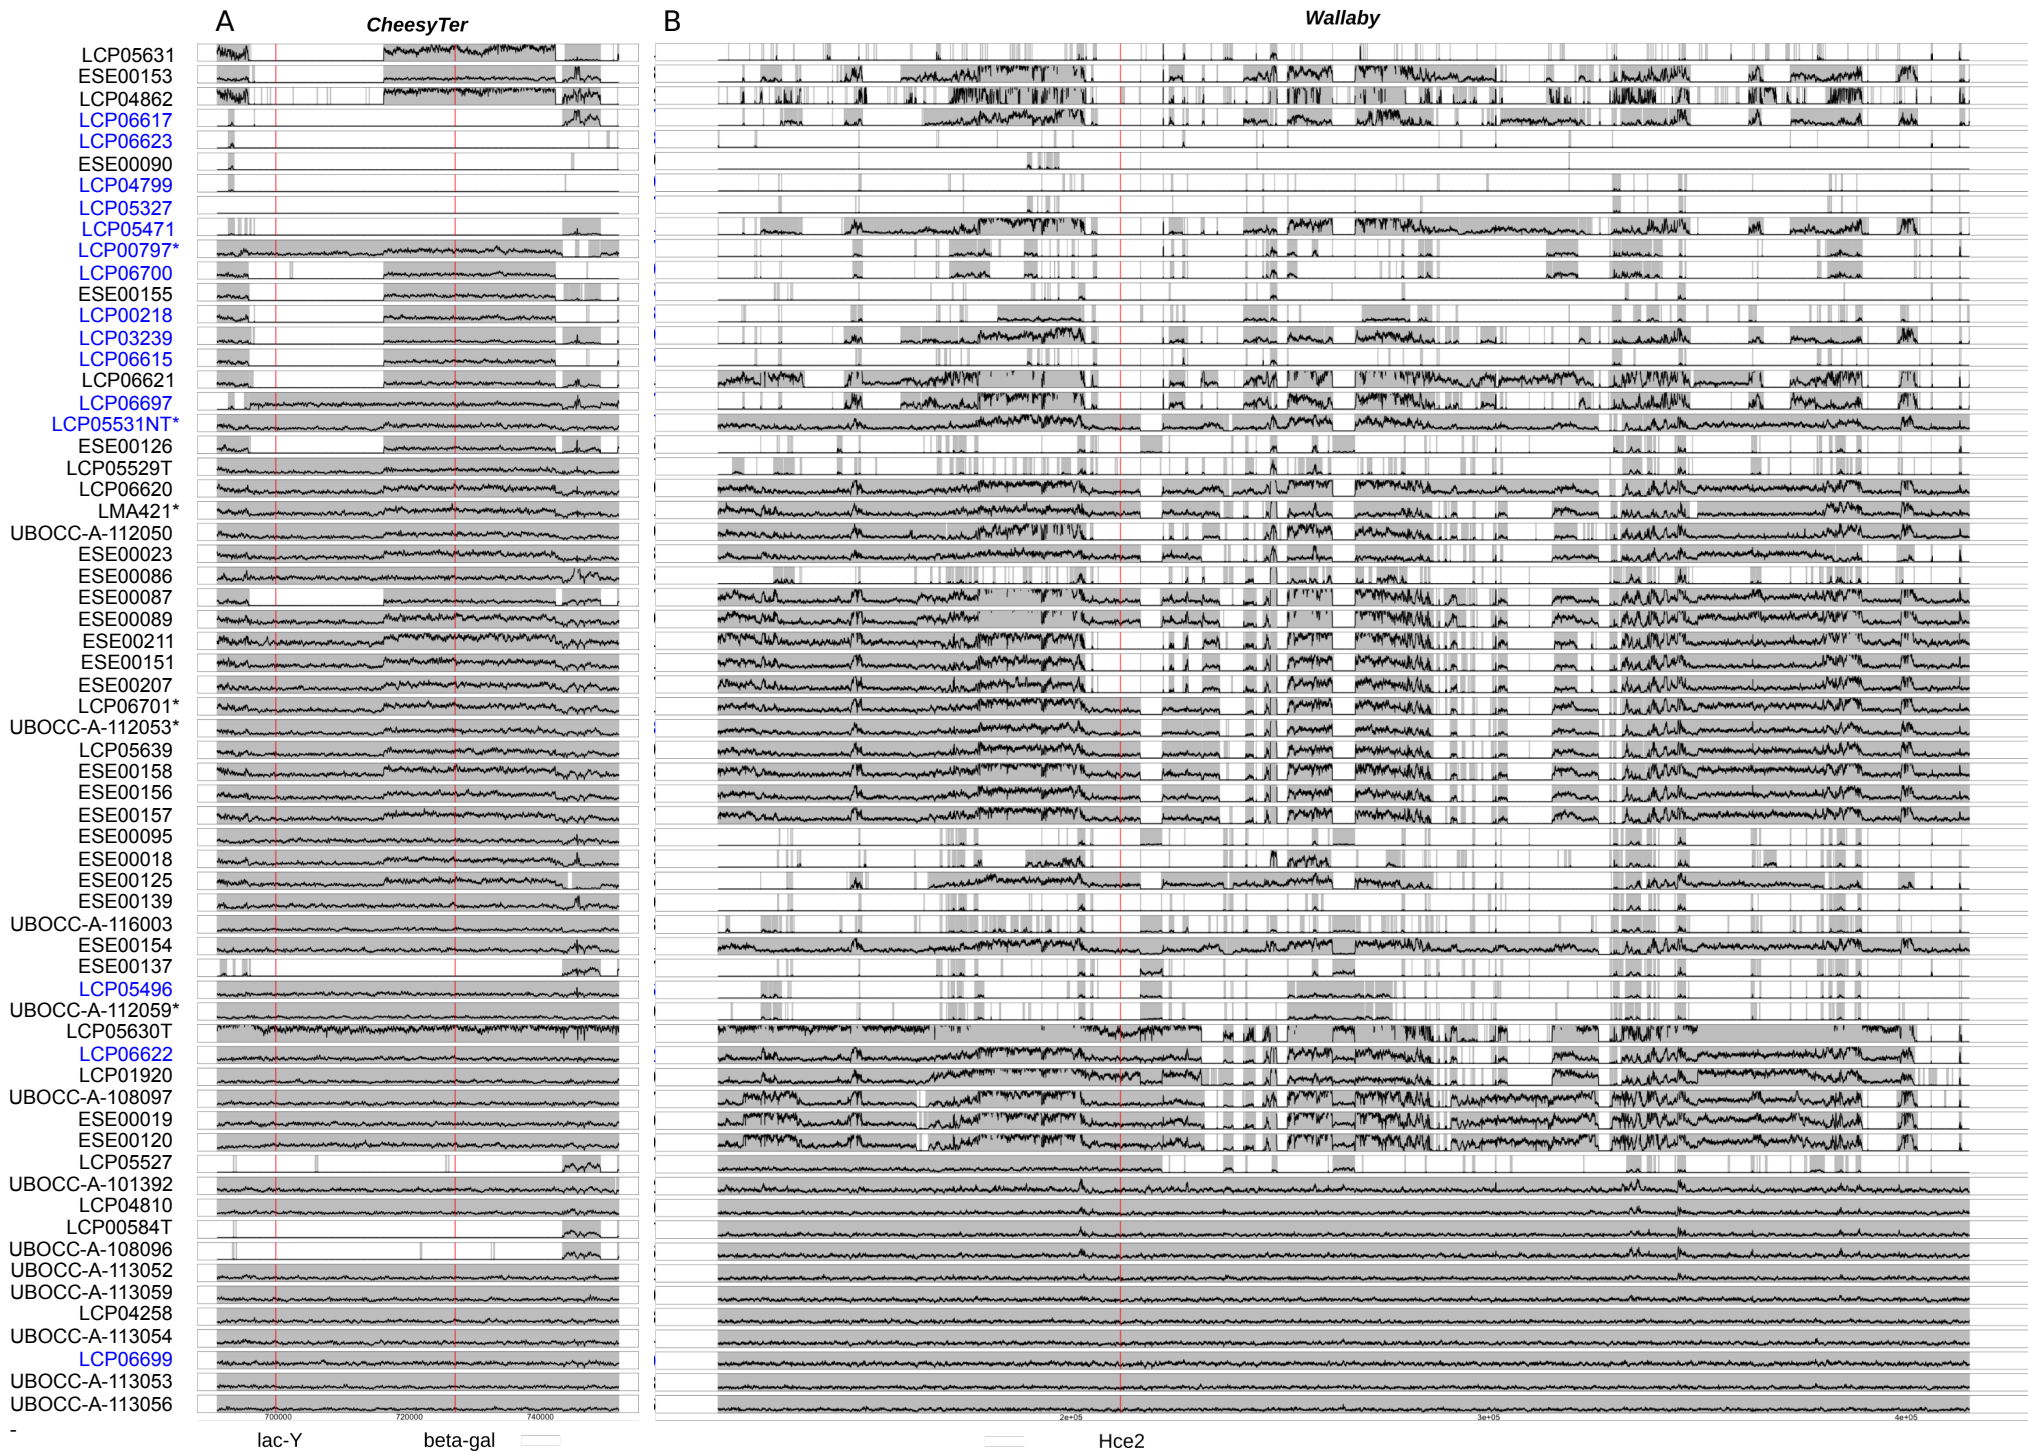 A
CheesyTer
B
Wallaby
LCP05631
ESE00153
LCP04862
LCP06617
LCP06623
ESE00090
LCP04799
LCP05327
LCP05471
LCP00797*
LCP06700
ESE00155
LCP00218
LCP03239
LCP06615
LCP06621
LCP06697
LCP05531NT*
ESE00126
LCP05529T
LCP06620
LMA421*
UBOCC-A-112050
ESE00023
ESE00086
ESE00087
ESE00089
ESE00211
ESE00151
ESE00207
LCP06701*
UBOCC-A-112053*
LCP05639
ESE00158
ESE00156
ESE00157
ESE00095
ESE00018
ESE00125
ESE00139
UBOCC-A-116003
ESE00154
ESE00137
LCP05496
UBOCC-A-112059*
LCP05630T
LCP06622
LCP01920
UBOCC-A-108097
ESE00019
ESE00120
LCP05527
UBOCC-A-101392
LCP04810
LCP00584T
UBOCC-A-108096
UBOCC-A-113052
UBOCC-A-113059
LCP04258
UBOCC-A-113054
LCP06699
UBOCC-A-113053
UBOCC-A-113056
700000 720000 740000 2e+05 3e+05 4e+05
-
lac-Y beta-gal Hce2